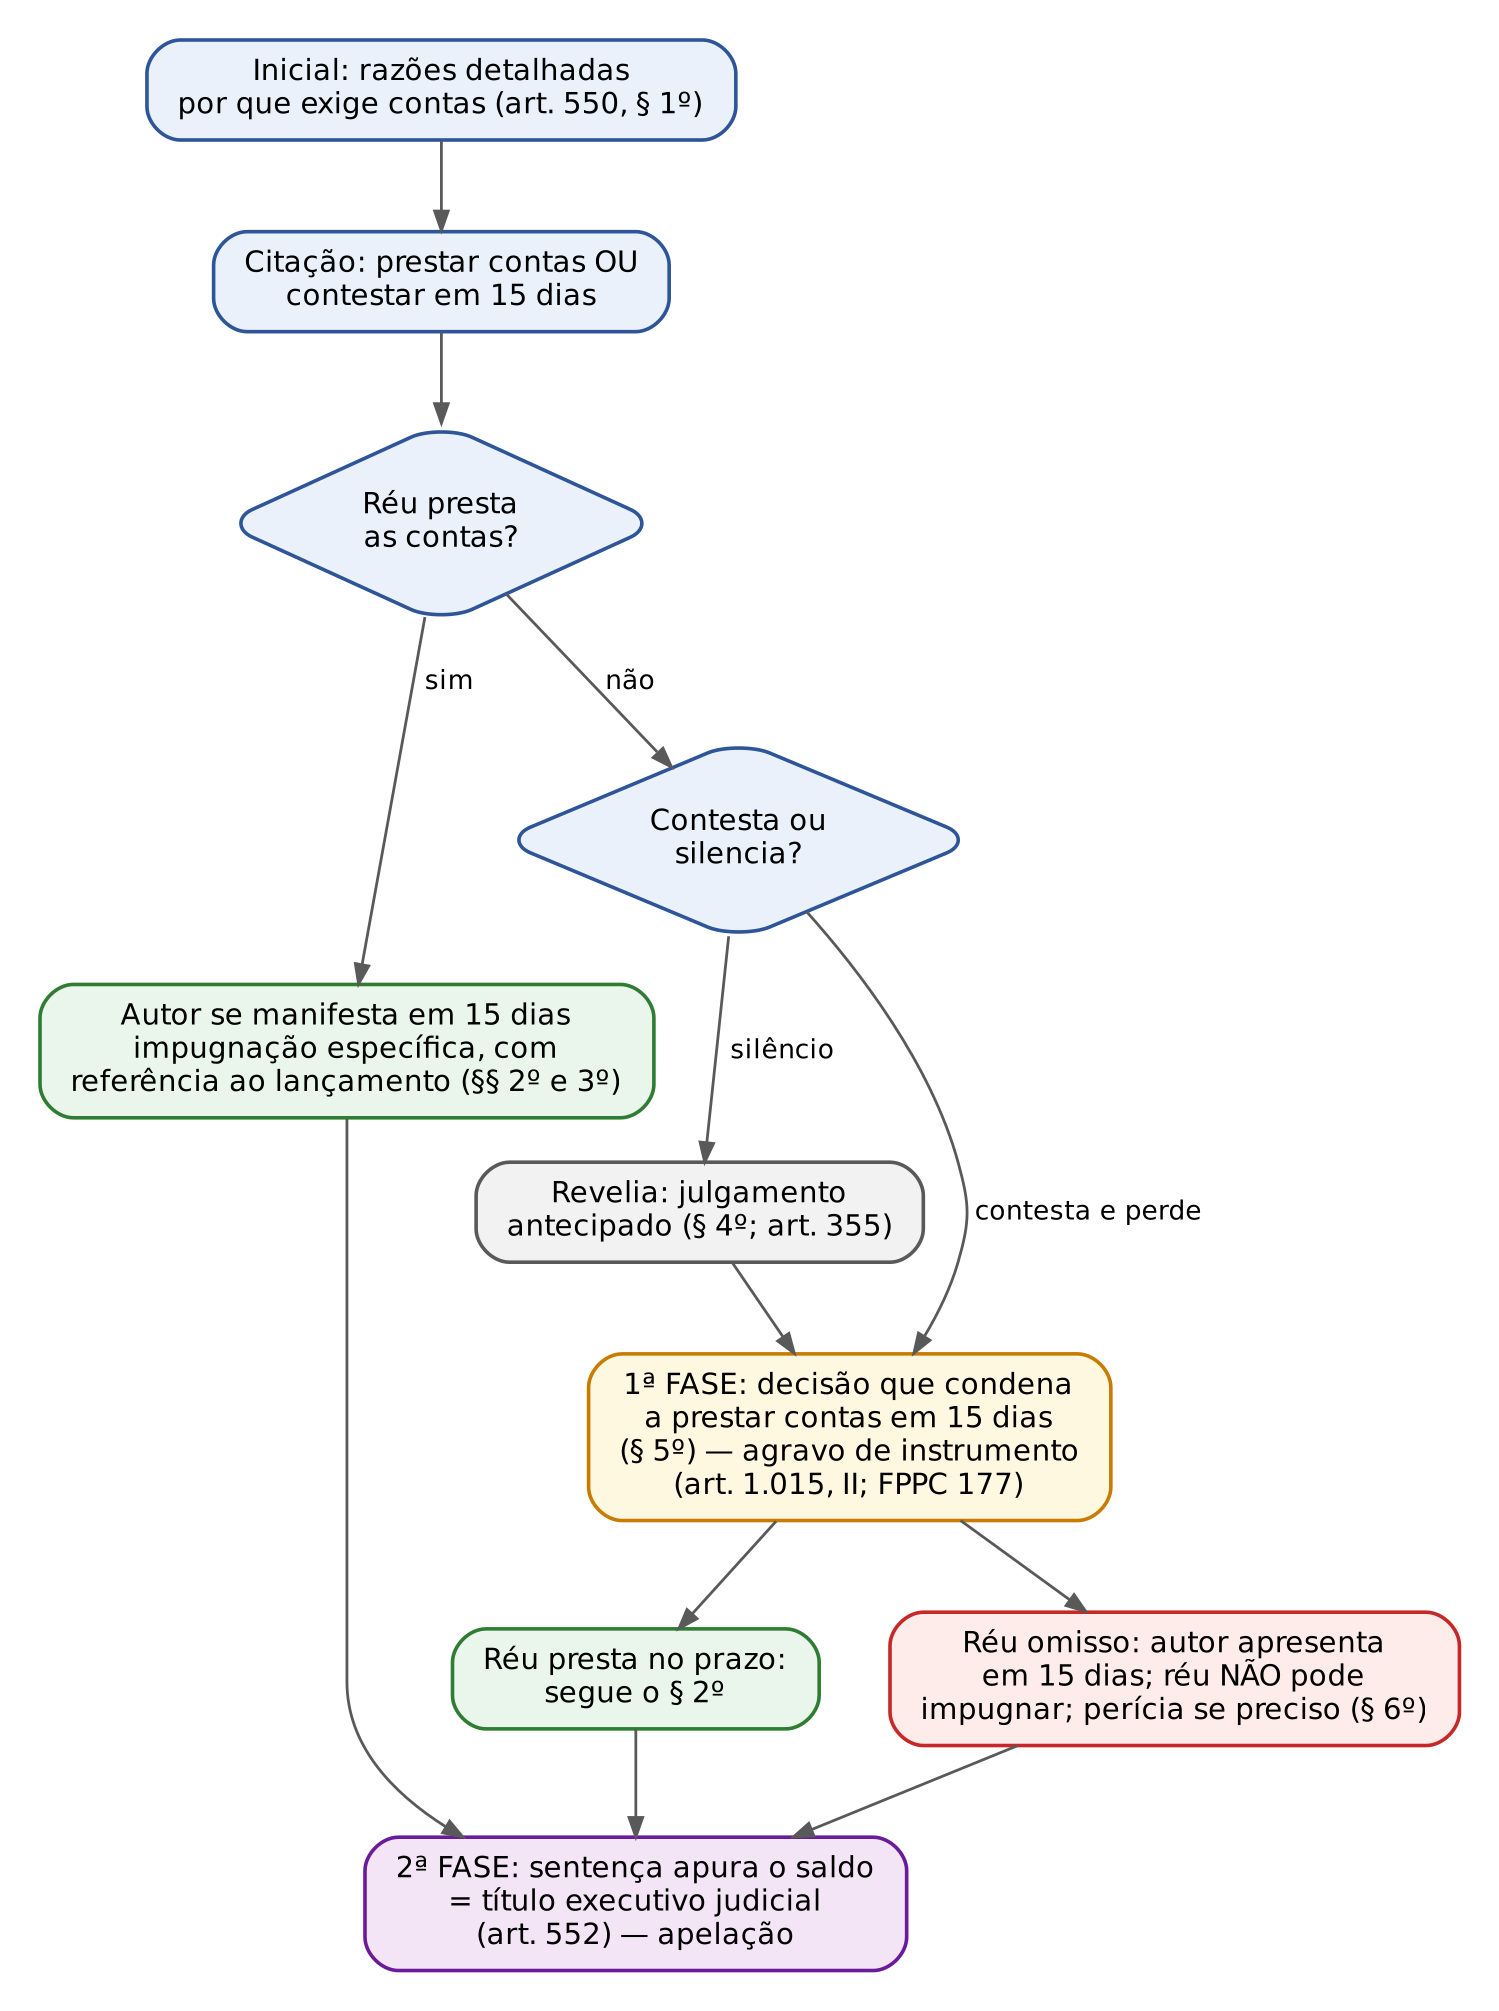 Inicial: razões detalhadas
por que exige contas (art. 550, § 1º)
Citação: prestar contas OU
contestar em 15 dias
Réu presta
as contas?
sim
não
Contesta ou
silencia?
Autor se manifesta em 15 dias
impugnação específica, com
referência ao lançamento (§§ 2º e 3º)
silêncio
Revelia: julgamento
antecipado (§ 4º; art. 355)
contesta e perde
1ª FASE: decisão que condena
a prestar contas em 15 dias
(§ 5º) — agravo de instrumento
(art. 1.015, II; FPPC 177)
Réu presta no prazo:
segue o § 2º
Réu omisso: autor apresenta
em 15 dias; réu NÃO pode
impugnar; perícia se preciso (§ 6º)
2ª FASE: sentença apura o saldo
= título executivo judicial
(art. 552) — apelação